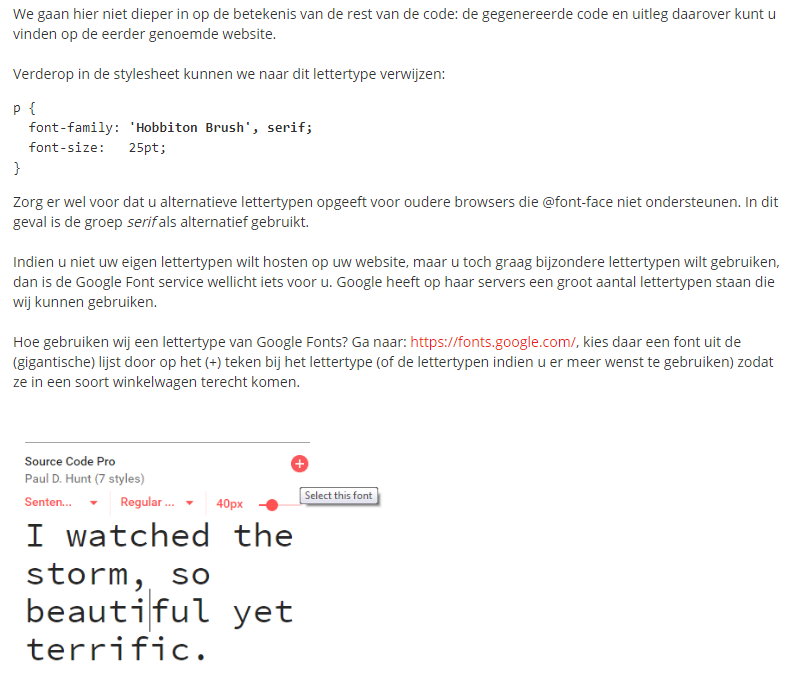 We gaan hier niet dieper in op de betekenis van de rest van de code: de gegenereerde code en uitleg daarover kunt u
vinden op de eerder genoemde website.
Verderop in de stylesheet kunnen we naar dit lettertype verwijzen:
p {
font-family: 'Hobbiton Brush', serif;
font-size: 25pt;
}
Zorg er wel voor dat u alternatieve lettertypen opgeeft voor oudere browsers die @font-face niet ondersteunen. In dit
geval is de groep serif als alternatief gebruikt.
Indien u niet uw eigen lettertypen wilt hosten op uw website, maar u toch graag bijzondere lettertypen wilt gebruiken,
dan is de Google Font service wellicht iets voor u. Google heeft op haar servers een groot aantal lettertypen staan die
wij kunnen gebruiken.
Hoe gebruiken wij een lettertype van Google Fonts? Ga naar: https://fonts.google.com/, kies daar een font uit de
(gigantische) lijst door op het (+) teken bij het lettertype (of de lettertypen indien u er meer wenst te gebruiken) zodat
ze in een soort winkelwagen terecht komen.
Source Code Pro
Paul D. Hunt (7 styles)
Senten... Regular ... 40px
Select this font
I watched the
storm, so
beautiful yet
terrific.